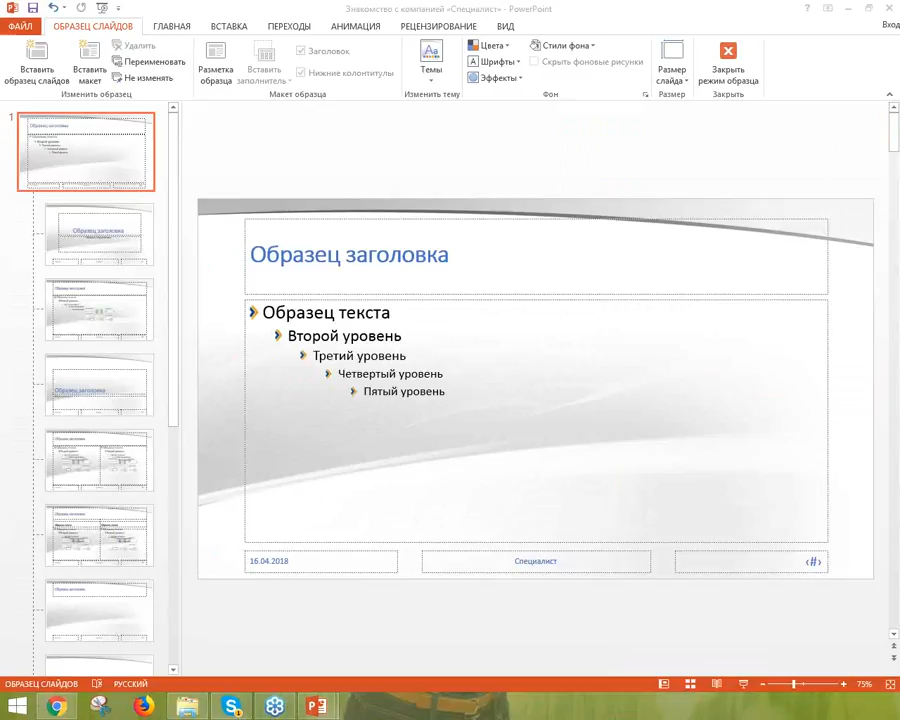 Знакомство с компанией «Специалист» - PowerPoint
ФАЙЛ ОБРАЗЕЦ СЛАЙДОВ ГЛАВНАЯ ВСТАВКА ПЕРЕХОДЫ АНИМАЦИЯ РЕЦЕНЗИРОВАНИЕ ВИД Вход
Вставить образец слайдов
Вставить макет
Удалить
Переименовать
Не изменять
Изменить образец
Разметка образца
Вставить заполнитель
Заголовок
Нижние колонтитулы
Макет образца
Темы
Изменить тему
Цвета
Шрифты
Эффекты
Стили фона
Скрыть фоновые рисунки
Фон
Размер слайда
Размер
Закрыть режим образца
Закрыть
1
Образец заголовка
Образец текста
Второй уровень
Третий уровень
Четвертый уровень
Пятый уровень
16.04.2018 Специалист ‹#›
ОБРАЗЕЦ СЛАЙДОВ РУССКИЙ 75%